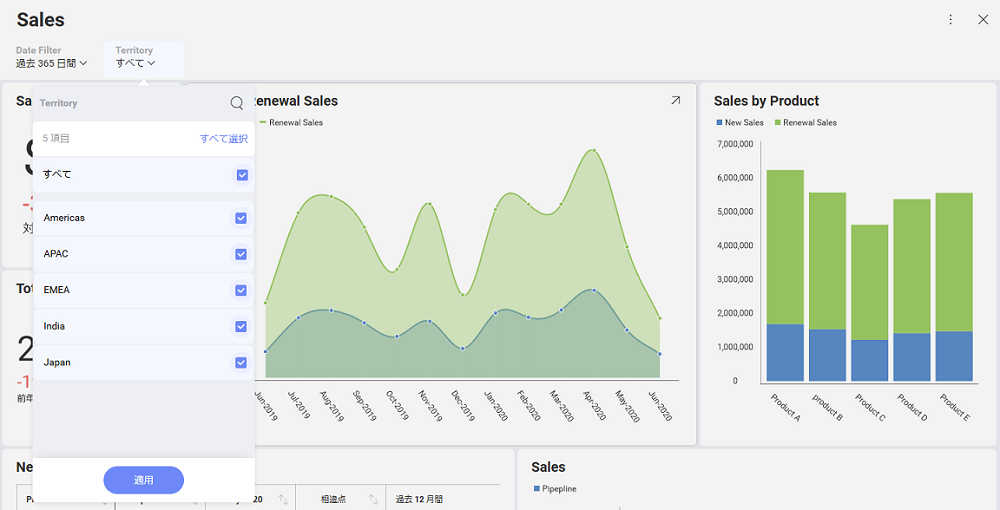 Sales
Date Filter
過去 365 日間
Territory
すべて
Territory
5 項目
すべて選択
すべて
Americas
APAC
EMEA
India
Japan
適用
Sa
対
Tot
2
前年
Renewal Sales
Renewal Sales
Jun-2019
Jul-2019
Aug-2019
Sep-2019
Oct-2019
Nov-2019
Dec-2019
Jan-2020
Feb-2020
Mar-2020
Apr-2020
May-2020
Jun-2020
Sales by Product
New Sales
Renewal Sales
7,000,000
6,000,000
5,000,000
4,000,000
3,000,000
2,000,000
1,000,000
0
Product A
product B
Product C
Product D
Product E
Ne
20
相違点
過去 12 月間
Sales
Pipepline